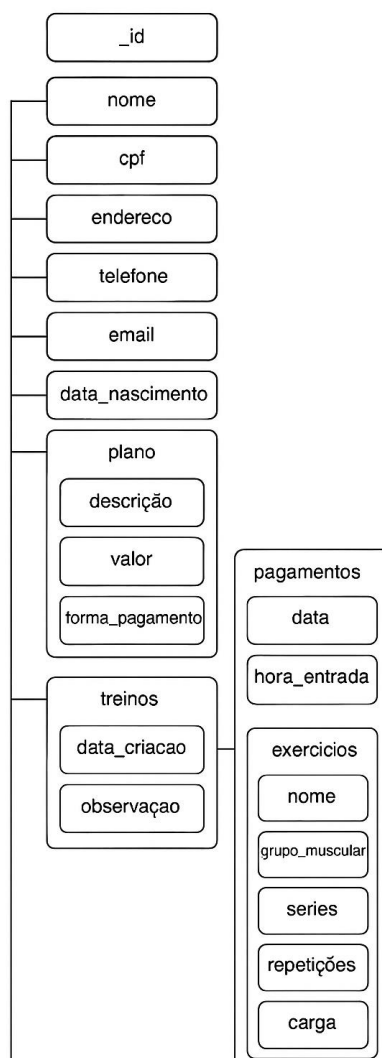 _id
nome
cpf
endereco
telefone
email
data_nascimento
plano
descrição
valor
forma_pagamento
treinos
data_criacao
observaçao
pagamentos
data
hora_entrada
exercicios
nome
grupo_muscular
series
repetições
carga